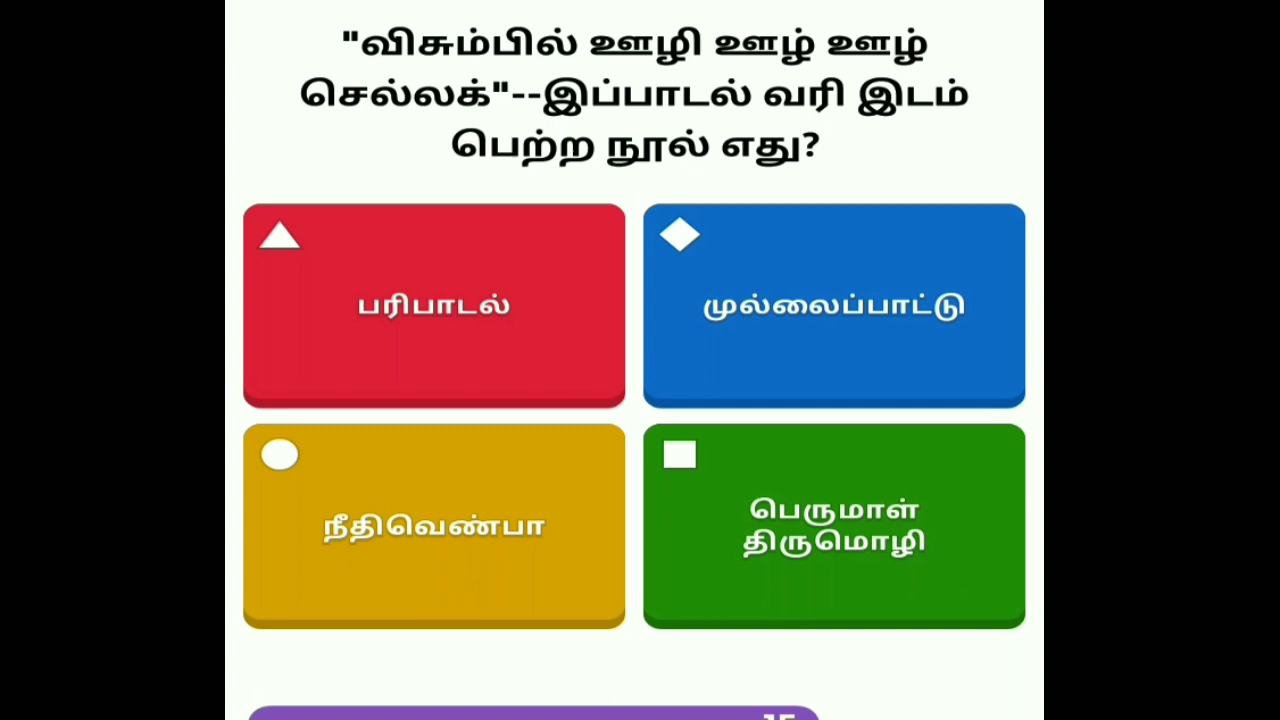 "விசும்பில் ஊழி ஊழ் ஊழ்
செல்லக்"--இப்பாடல் வரி இடம்
பெற்ற நூல் எது?
பரிபாடல்
முல்லைப்பாட்டு
நீதிவெண்பா
பெருமாள்
திருமொழி